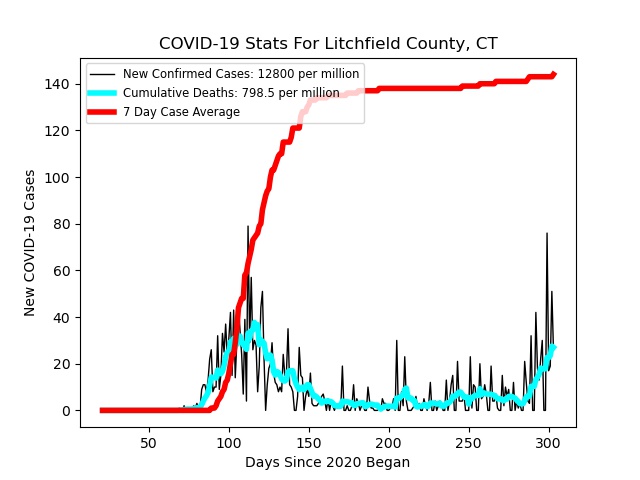 COVID-19 Stats For Litchfield County, CT
New Confirmed Cases: 12800 per million
Cumulative Deaths: 798.5 per million
7 Day Case Average
New COVID-19 Cases
140
120
100
80
60
40
20
0
50 100 150 200 250 300
Days Since 2020 Began